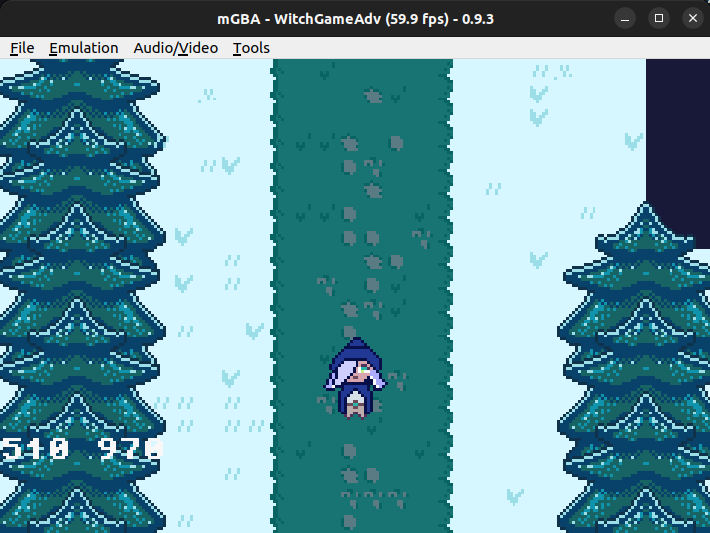 mGBA - WitchGameAdv (59.9 fps) - 0.9.3
File Emulation Audio/Video Tools
510 970